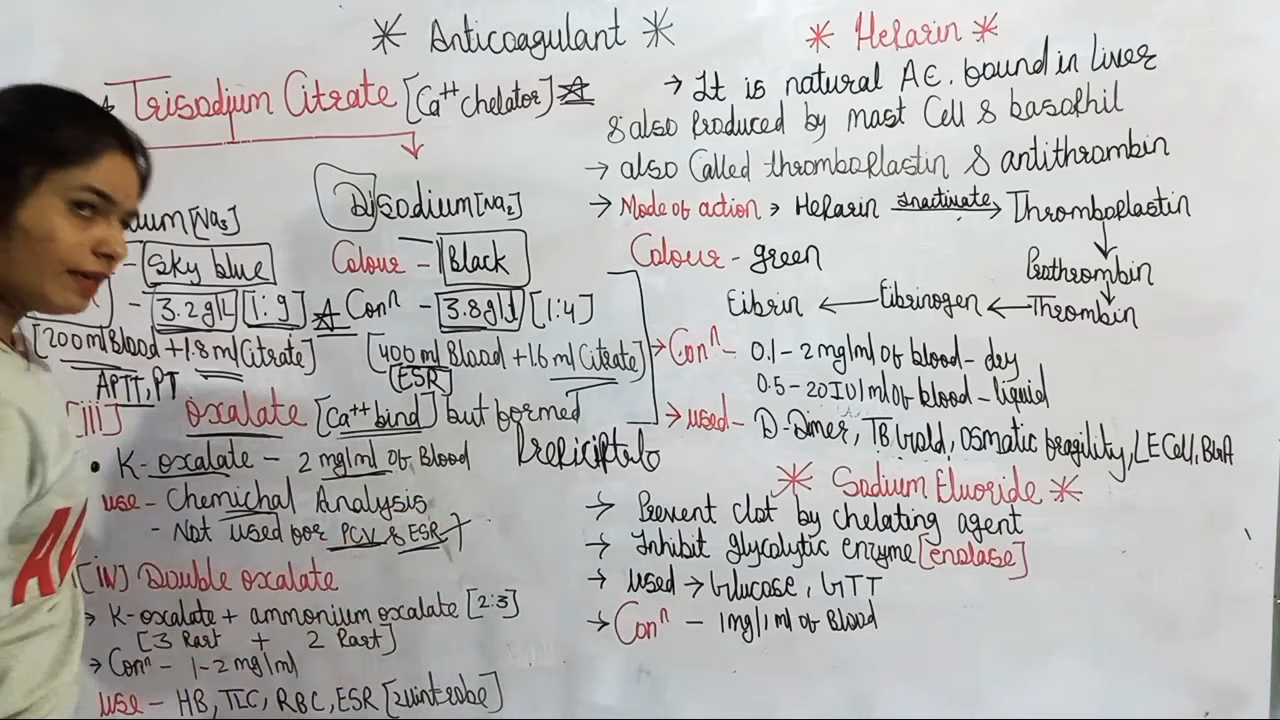 * Anticoagulant *
Trisodium Citrate [Ca++ chelator] *
dium [Na3]
- Sky blue
- 3.2g/L [1:9]
[200ml Blood + 1.8ml Citrate]
APTT, PT
Disodium [Na2]
Colour - Black
* Conⁿ - 3.8g/l [1:4]
[400ml Blood + 1.6ml Citrate]
[ESR]
[iii] oxalate [Ca++ bind] but formed
Prepiciptate
• K-oxalate - 2 mg/ml of Blood
use - Chemichal Analysis
- Not used for PCV & ESR
[iv] Double oxalate
→ K-oxalate + ammonium oxalate [2:3]
[3 Part + 2 Part]
→ Conⁿ - 1-2 mg/ml
use - HB, TLC, RBC, ESR [wintrobe]
* Heparin *
→ It is natural AC. found in liver
& also Produced by mast Cell & basophil
→ also Called thromboplastin & antithrombin
→ Mode of action → Heparin inactivate → Thromboplastin
↓
Prothrombin
↓
Fibrin ← Fibrinogen ← Thrombin
Colour - green
→ Conⁿ - 0.1-2 mg/ml of blood - dry
0.5-20 IU/ml of blood - liquid
→ used - D-Dimer, TB Gold, Osmatic fragility, LE Cell, BGA
* Sodium Fluoride *
→ Prevent clot by chelating agent
→ Inhibit glycolytic enzyme [enolase]
→ used → Glucose, GTT
→ Conⁿ - 1mg/1ml of Blood